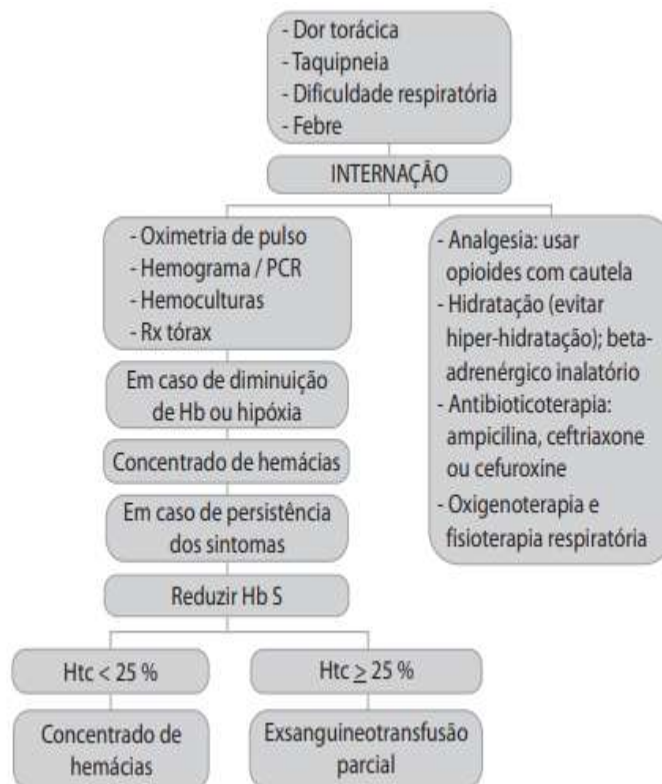 - Dor torácica
- Taquipneia
- Dificuldade respiratória
- Febre
INTERNAÇÃO
- Oximetria de pulso
- Hemograma / PCR
- Hemoculturas
- Rx tórax
Em caso de diminuição
de Hb ou hipóxia
Concentrado de hemácias
Em caso de persistência
dos sintomas
Reduzir Hb S
Htc < 25 %
Concentrado de
hemácias
Htc ≥ 25 %
Exsanguineotransfusão
parcial
- Analgesia: usar
opioides com cautela
- Hidratação (evitar
hiper-hidratação); beta-
adrenérgico inalatório
- Antibioticoterapia:
ampicilina, ceftriaxone
ou cefuroxine
- Oxigenoterapia e
fisioterapia respiratória